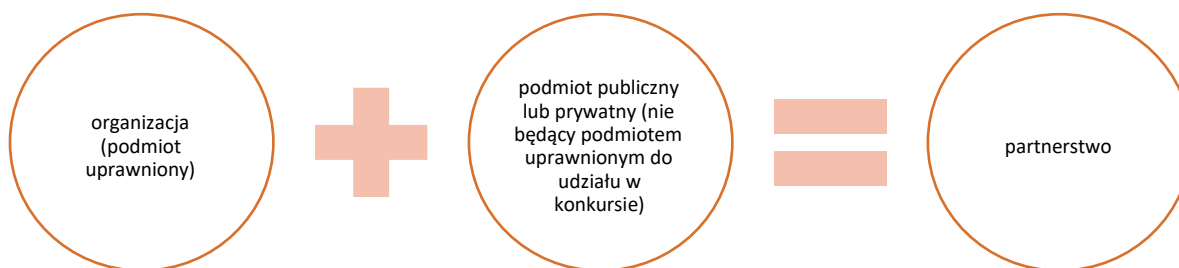 organizacja
(podmiot
uprawniony)
podmiot publiczny
lub prywatny (nie
będący podmiotem
uprawnionym do
udziału w
konkursie)
partnerstwo